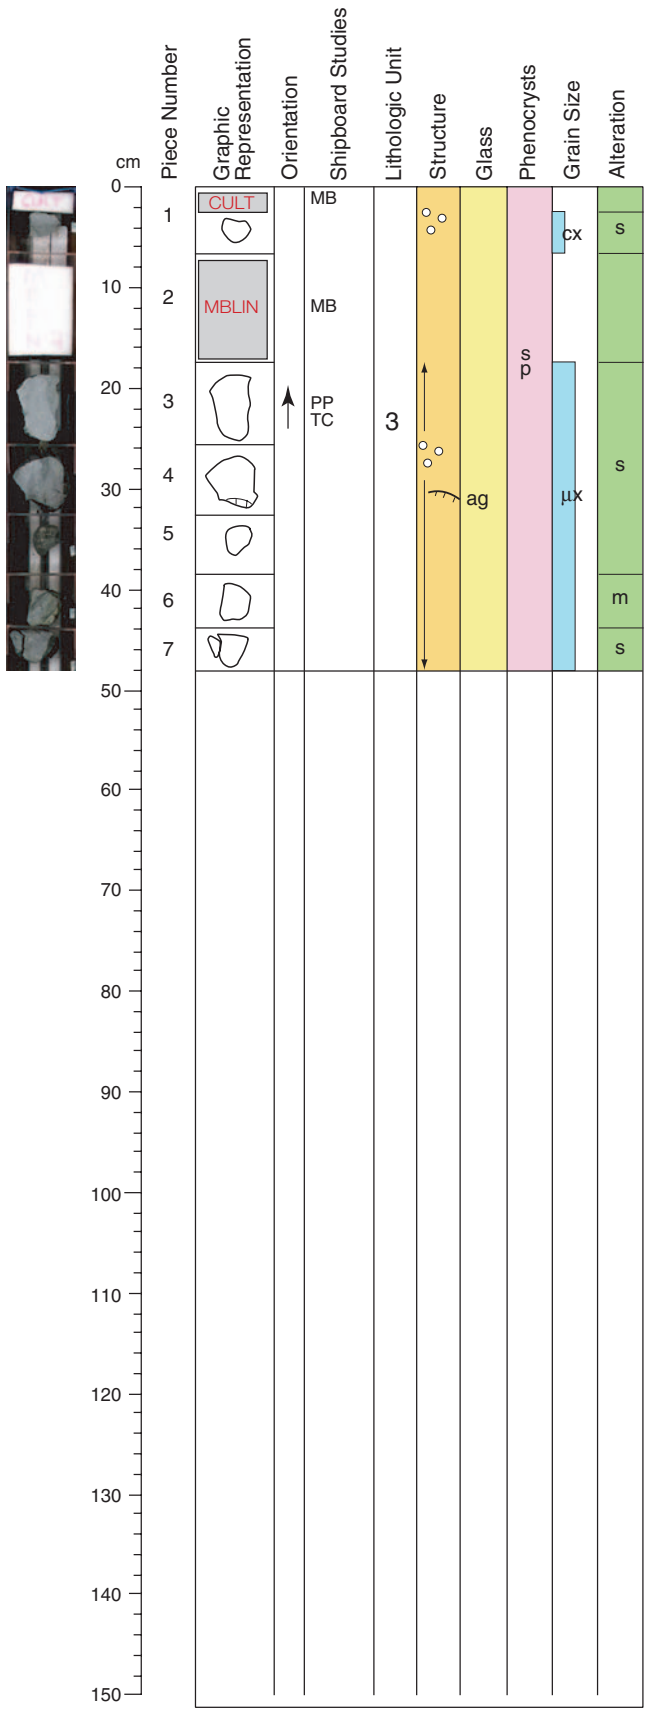 cm
Piece Number
Graphic
Representation
Orientation
Shipboard Studies
Lithologic Unit
Structure
Glass
Phenocrysts
Grain Size
Alteration
0
CULT
MB
1
s
cx
10
2
MBLIN
MB
s
p
20
3
PP
TC
3
4
s
30
ag
µx
5
40
6
m
7
s
50
60
70
80
90
100
110
120
130
140
150